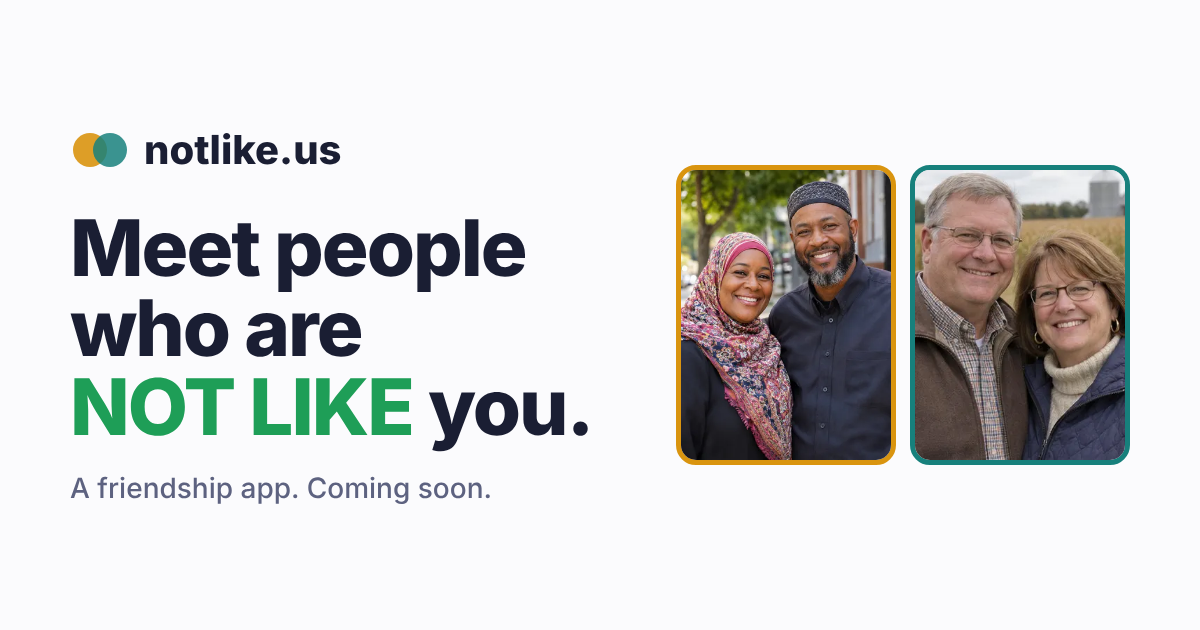 notlike.us
Meet people
who are
NOT LIKE you.
A friendship app. Coming soon.